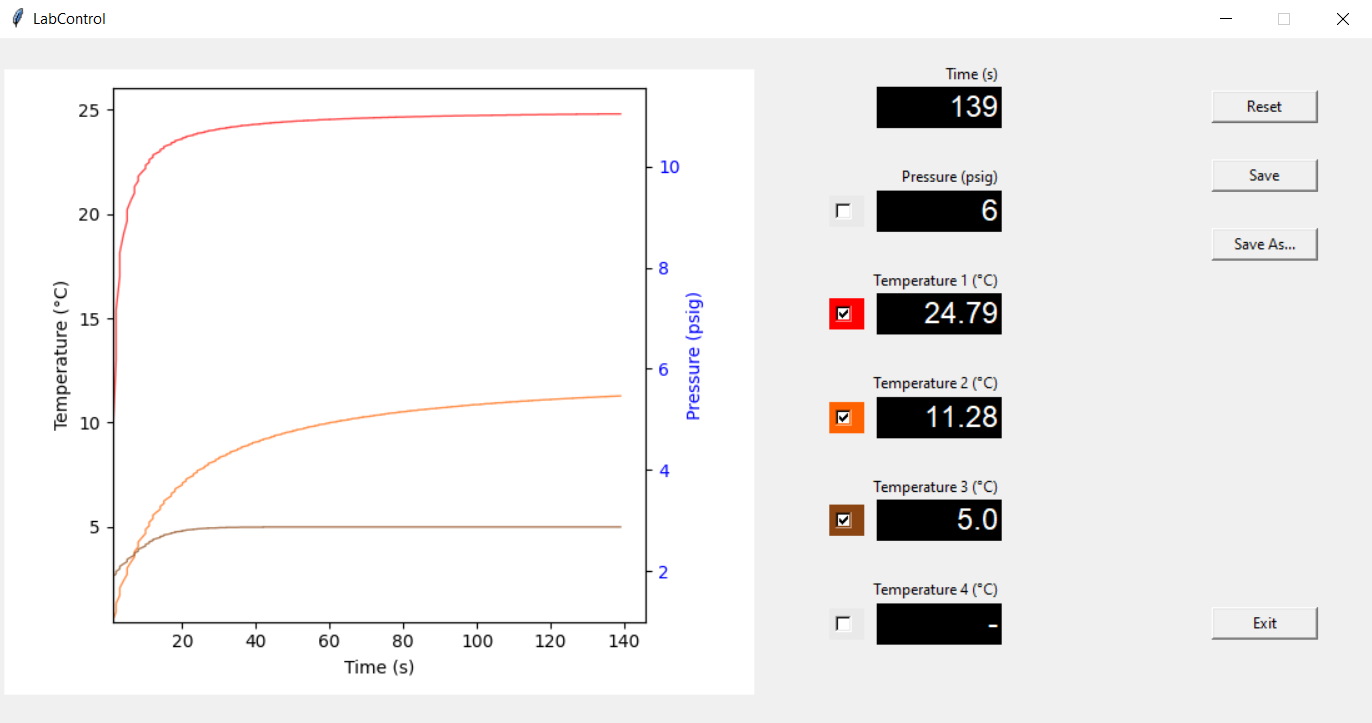 LabControl
25
20
15
10
5
Temperature (°C)
20 40 60 80 100 120 140
Time (s)
10
8
6
4
2
Pressure (psig)
Time (s)
139
Pressure (psig)
6
Temperature 1 (°C)
24.79
Temperature 2 (°C)
11.28
Temperature 3 (°C)
5.0
Temperature 4 (°C)
-
Reset
Save
Save As...
Exit